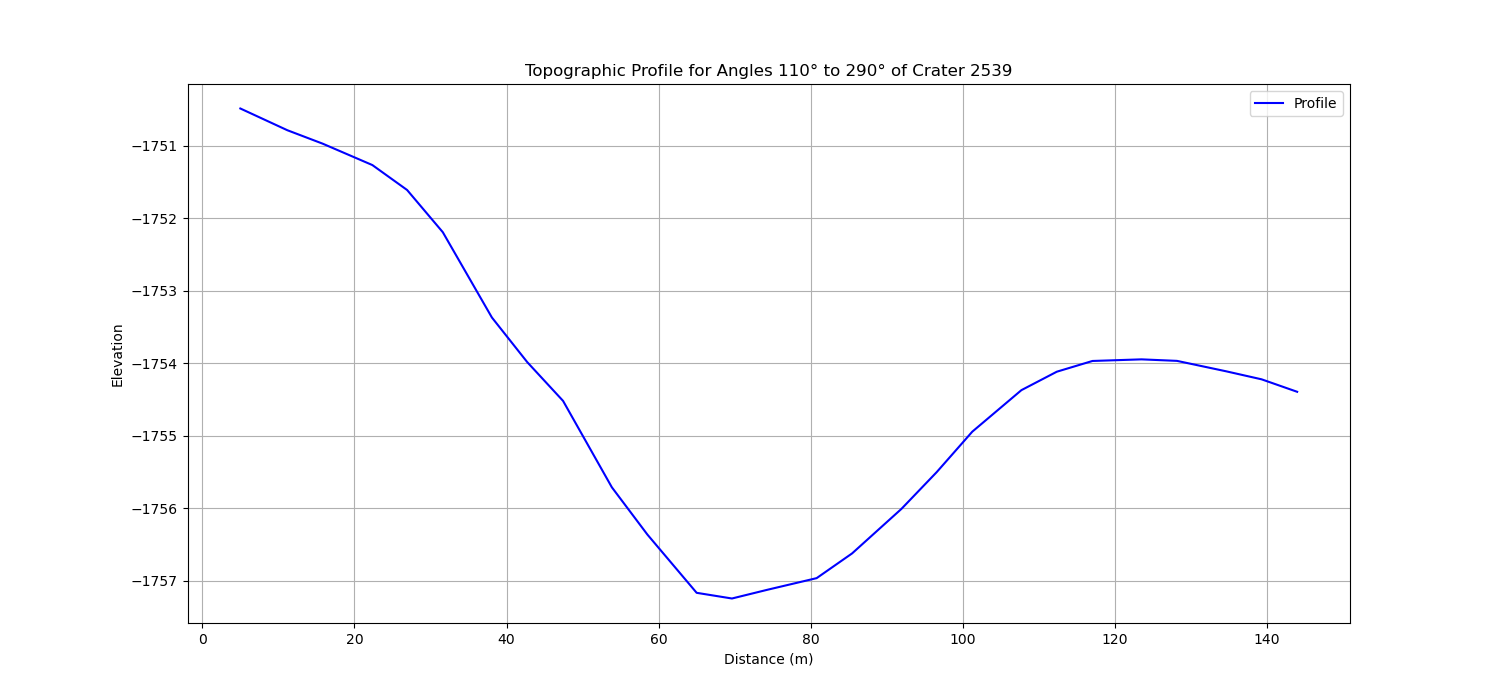 Topographic Profile for Angles 110° to 290° of Crater 2539
Profile
−1751
−1752
−1753
−1754
−1755
−1756
−1757
Elevation
0 20 40 60 80 100 120 140
Distance (m)